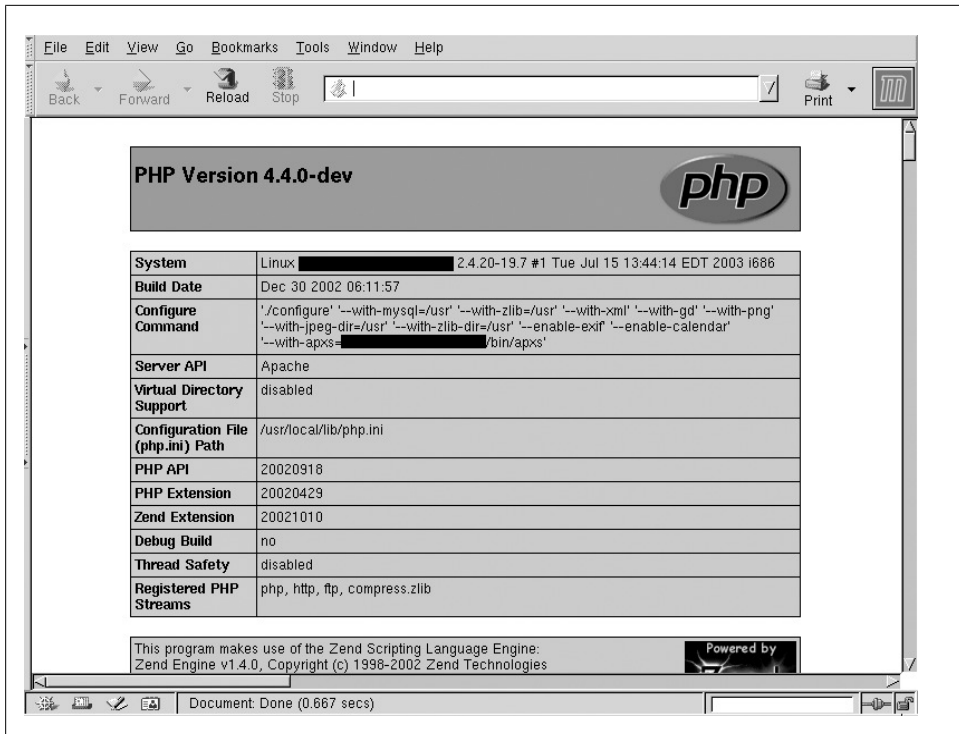 File Edit View Go Bookmarks Tools Window Help
Back Forward Reload Stop Print
PHP Version 4.4.0-dev
php
System Linux 2.4.20-19.7 #1 Tue Jul 15 13:44:14 EDT 2003 i686
Build Date Dec 30 2002 06:11:57
Configure Command './configure' '--with-mysql=/usr' '--with-zlib=/usr' '--with-xml' '--with-gd' '--with-png'
'--with-jpeg-dir=/usr' '--with-zlib-dir=/usr' '--enable-exif' '--enable-calendar'
'--with-apxs= /bin/apxs'
Server API Apache
Virtual Directory Support disabled
Configuration File (php.ini) Path /usr/local/lib/php.ini
PHP API 20020918
PHP Extension 20020429
Zend Extension 20021010
Debug Build no
Thread Safety disabled
Registered PHP Streams php, http, ftp, compress.zlib
This program makes use of the Zend Scripting Language Engine:
Zend Engine v1.4.0, Copyright (c) 1998-2002 Zend Technologies
Powered by
Document: Done (0.667 secs)